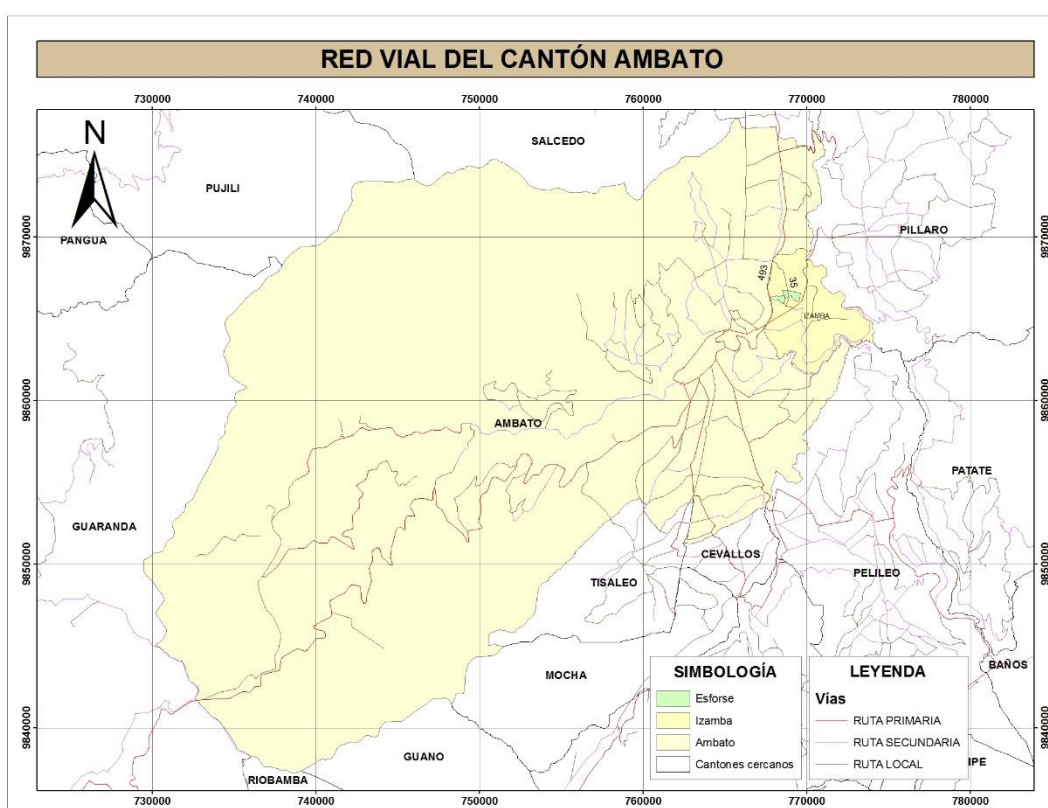 RED VIAL DEL CANTÓN AMBATO
730000 740000 750000 760000 770000 780000
N
SALCEDO
PUJILI
PANGUA
PILLARO
9870000 9870000
493
35
IZAMBA
9860000 9860000
AMBATO
PATATE
GUARANDA
CEVALLOS
9850000 9850000
TISALEO
PELILEO
MOCHA
BAÑOS
SIMBOLOGÍA
Esforse
Izamba
Ambato
Cantones cercanos
LEYENDA
Vías
RUTA PRIMARIA
RUTA SECUNDARIA
RUTA LOCAL
9840000 9840000
GUANO
IPE
RIOBAMBA
730000 740000 750000 760000 770000 780000